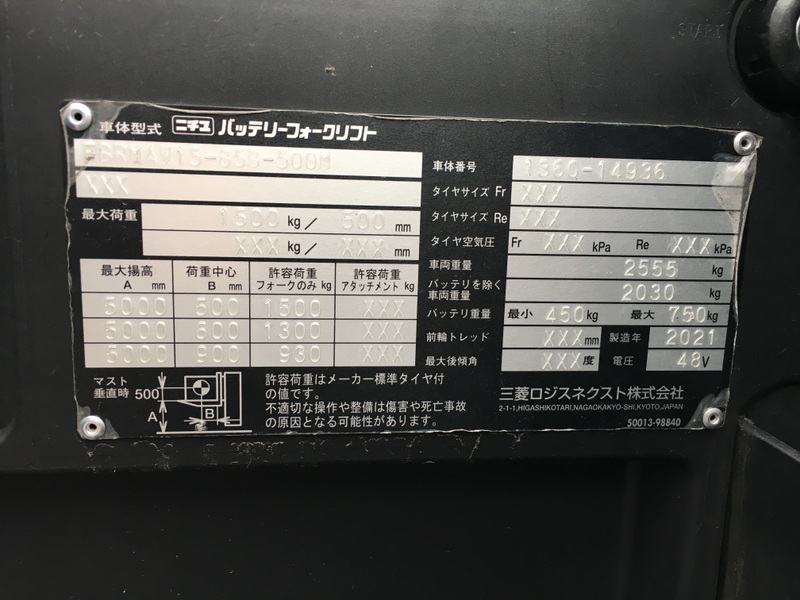 START
車体型式 ニチユ バッテリーフォークリフト
FBRMAW15-85B-500M
XXX
最大荷重 1500 kg / 500 mm
XXX kg / XXX mm
最大揚高 A mm 荷重中心 B mm 許容荷重 フォークのみ kg 許容荷重 アタッチメント kg
5000 500 1500 XXX
5000 600 1300 XXX
5000 900 930 XXX
マスト垂直時 500 A B
許容荷重はメーカー標準タイヤ付
の値です。
不適切な操作や整備は傷害や死亡事故
の原因となる可能性があります。
車体番号 1360-14936
タイヤサイズ Fr XXX
タイヤサイズ Re XXX
タイヤ空気圧 Fr XXX kPa Re XXX kPa
車両重量 2555 kg
バッテリを除く車両重量 2030 kg
バッテリ重量 最小 450 kg 最大 750 kg
前輪トレッド XXX mm 製造年 2021
最大後傾角 XXX 度 電圧 48 V
三菱ロジスネクスト株式会社
2-1-1,HIGASHIKOTARI,NAGAOKAKYO-SHI,KYOTO,JAPAN
50013-98840